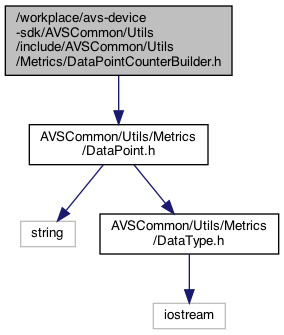 /workplace/avs-device
-sdk/AVSCommon/Utils
/include/AVSCommon/Utils
/Metrics/DataPointCounterBuilder.h
AVSCommon/Utils/Metrics
/DataPoint.h
string
AVSCommon/Utils/Metrics
/DataType.h
iostream